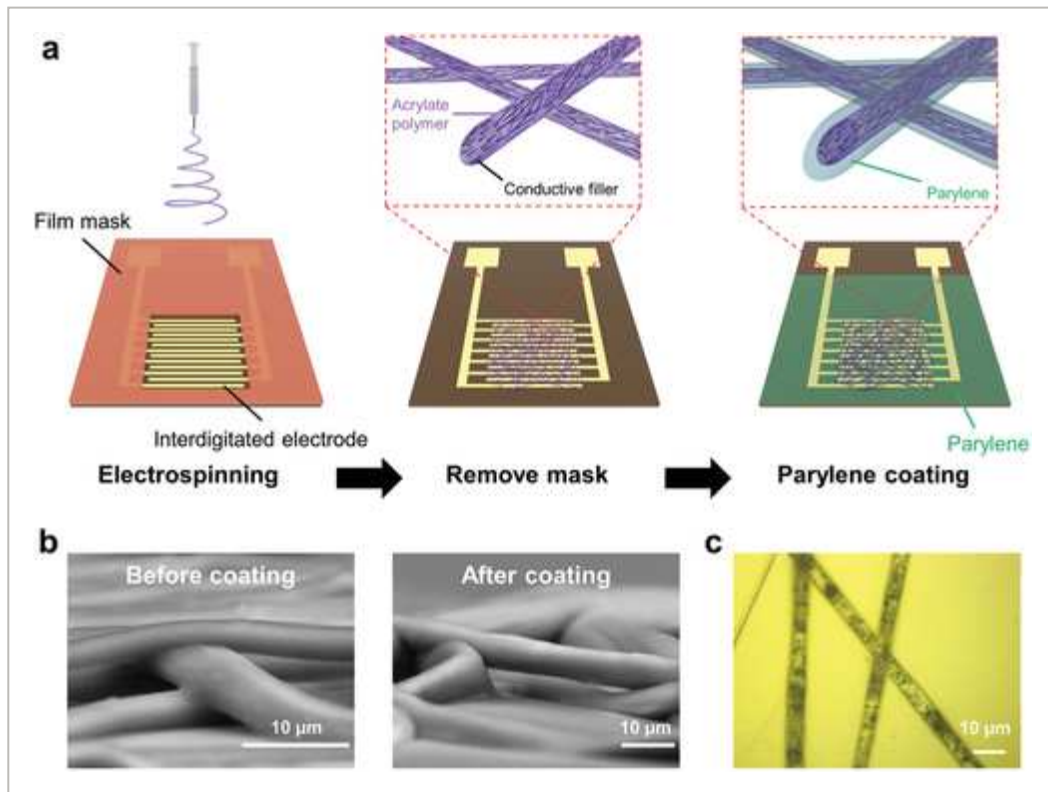 a
Film mask
Interdigitated electrode
Electrospinning
Acrylate
polymer
Conductive filler
Remove mask
Parylene
Parylene
Parylene coating
b
Before coating
10 μm
After coating
10 μm
c
10 μm